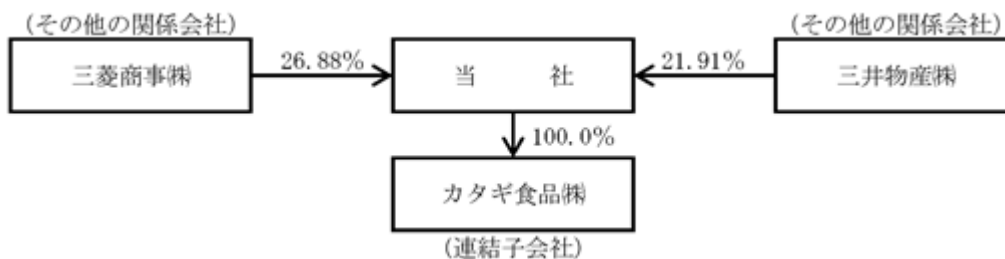 (その他の関係会社)
(その他の関係会社)
三菱商事㈱
26.88%
当　　社
21.91%
三井物産㈱
100.0%
カタギ食品㈱
(連結子会社)